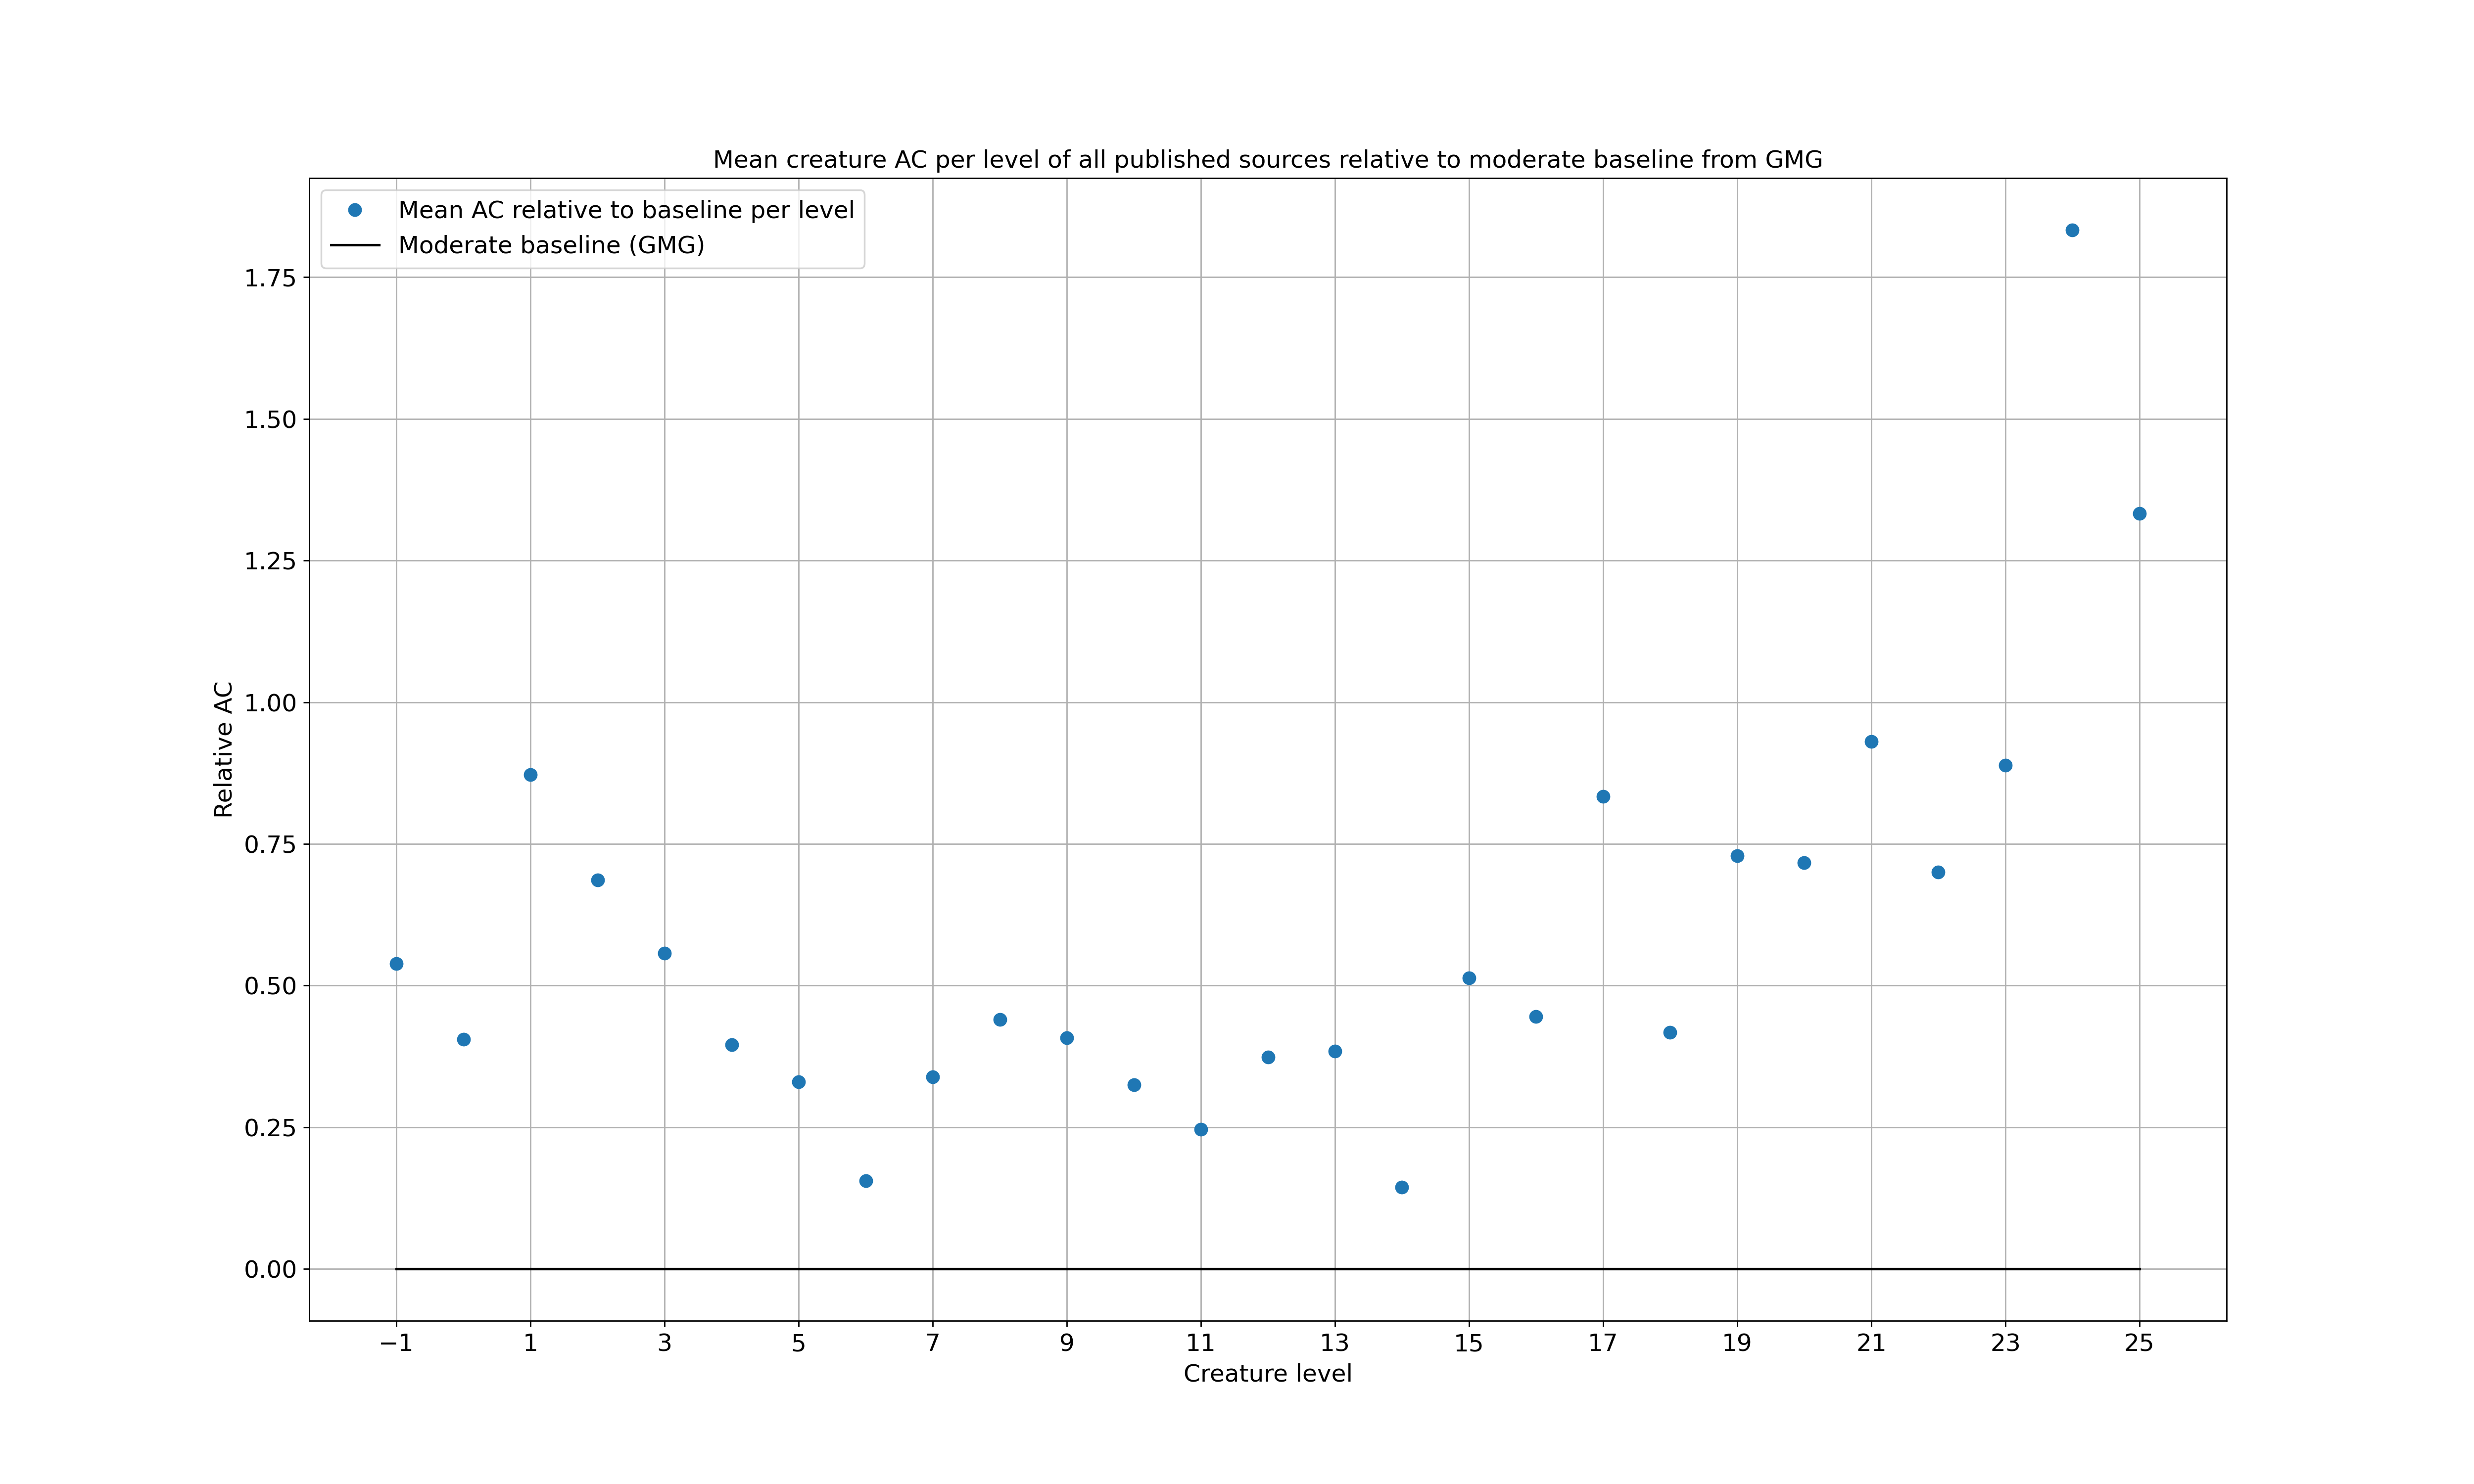 Mean creature AC per level of all published sources relative to moderate baseline from GMG
Mean AC relative to baseline per level
Moderate baseline (GMG)
1.75
1.50
1.25
1.00
0.75
0.50
0.25
0.00
Relative AC
−1 1 3 5 7 9 11 13 15 17 19 21 23 25
Creature level